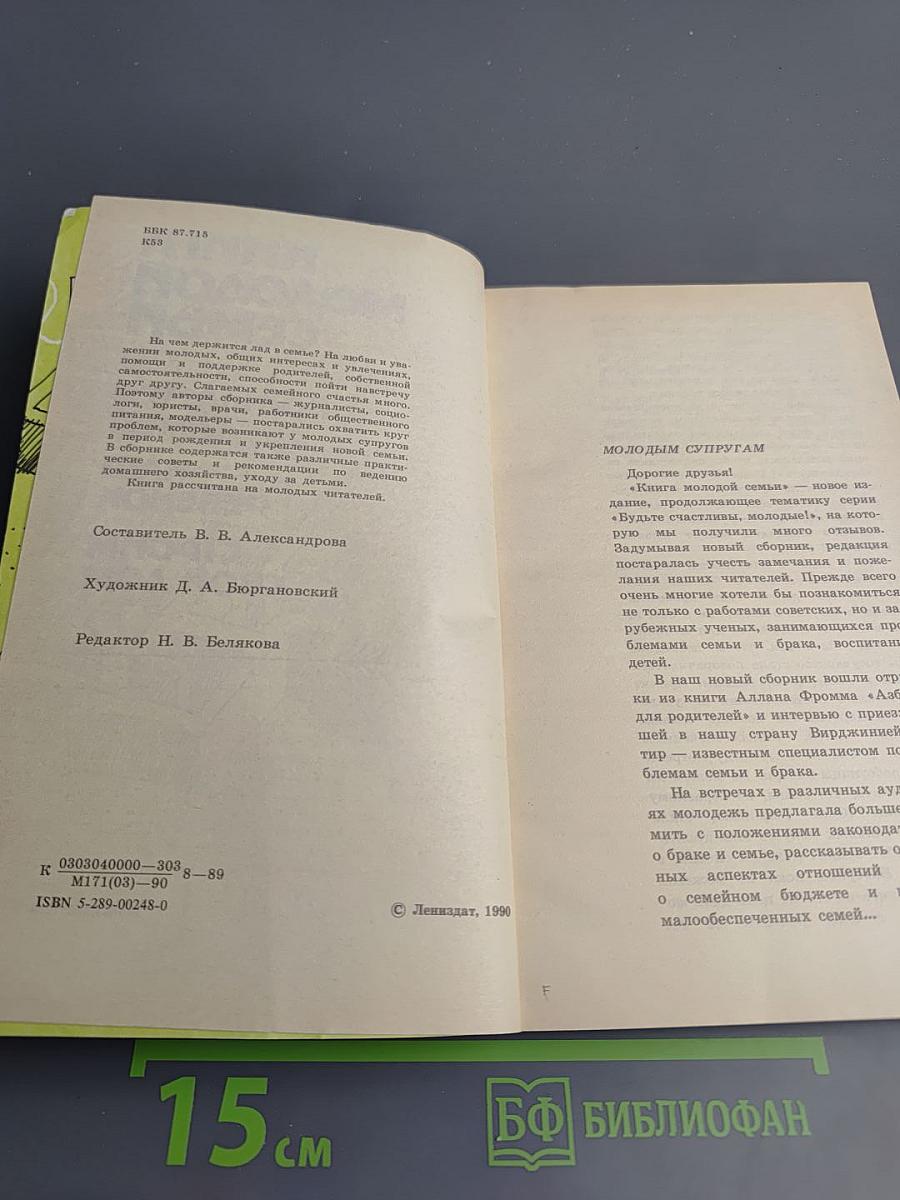 ББК 87.715
К53
На чем держится лад в семье? На любви и ува-
жении молодых, общих интересах и увлечениях,
помощи и поддержке родителей, собственной
самостоятельности, способности пойти навстречу
друг другу. Слагаемых семейного счастья много.
Поэтому авторы сборника — журналисты, социо-
логи, юристы, врачи, работники общественного
питания, модельеры — постарались охватить круг
проблем, которые возникают у молодых супругов
в период рождения и укрепления новой семьи.
В сборнике содержатся также различные практи-
ческие советы и рекомендации по ведению
домашнего хозяйства, уходу за детьми.
Книга рассчитана на молодых читателей.
Составитель В. В. Александрова
Художник Д. А. Бюргановский
Редактор Н. В. Белякова
К 0303040000—303 8—89
М171(03)—90
ISBN 5-289-00248-0
© Лениздат, 1990
МОЛОДЫМ СУПРУГАМ
Дорогие друзья!
«Книга молодой семьи» — новое из-
дание, продолжающее тематику серии
«Будьте счастливы, молодые!», на кото-
рую мы получили много отзывов.
Задумывая новый сборник, редакция
постаралась учесть замечания и поже-
лания наших читателей. Прежде всего
очень многие хотели бы познакомиться
не только с работами советских, но и за
рубежных ученых, занимающихся про
блемами семьи и брака, воспитан
детей.
В наш новый сборник вошли отр
ки из книги Аллана Фромма «Азб
для родителей» и интервью с приез
шей в нашу страну Вирджинией
тир — известным специалистом по
блемам семьи и брака.
На встречах в различных ауд
ях молодежь предлагала больше
мить с положениями законодат
о браке и семье, рассказывать о
ных аспектах отношений
о семейном бюджете и
малообеспеченных семей...
15 см
БФ БИБЛИОФАН